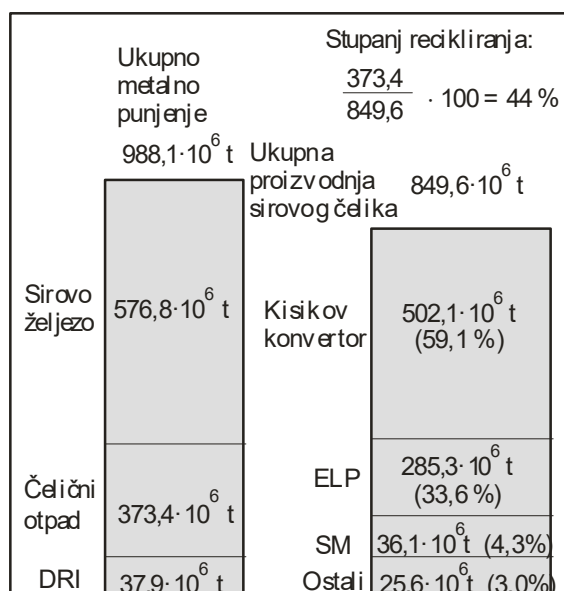 Ukupno
metalno
punjenje
988,1·10⁶ t
Stupanj recikliranja:
373,4
849,6
· 100 = 44 %
Ukupna
proizvodnja
sirovog čelika
849,6·10⁶ t
Sirovo
željezo
576,8·10⁶ t
Kisikov
konvertor
502,1·10⁶ t
(59,1 %)
Čelični
otpad
373,4·10⁶ t
ELP
285,3·10⁶ t
(33,6 %)
SM
36,1·10⁶t (4,3%)
DRI
37,9·10⁶ t
Ostali
25,6·10⁶t (3,0%)